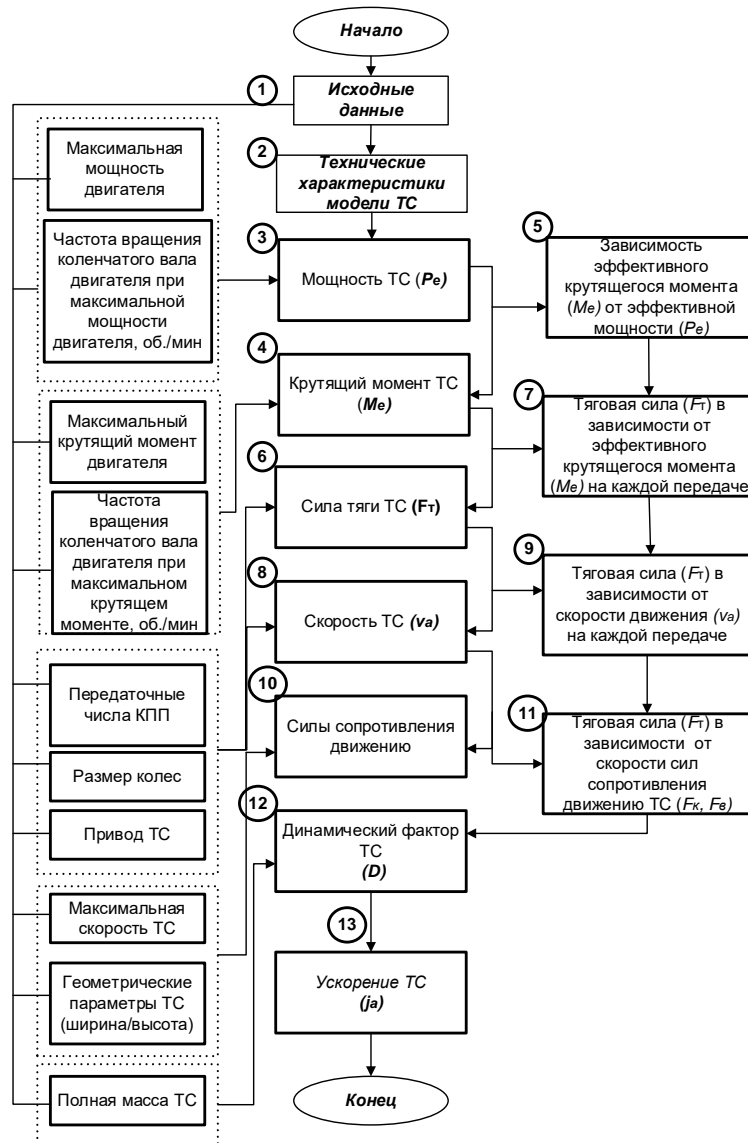 Начало
1
Исходные
данные
2
Технические
характеристики
модели ТС
Максимальная
мощность
двигателя
Частота вращения
коленчатого вала
двигателя при
максимальной
мощности
двигателя, об./мин
3
Мощность ТС (Pe)
5
Зависимость
эффективного
крутящегося момента
(Me) от эффективной
мощности (Pe)
4
Крутящий момент ТС
(Me)
Максимальный
крутящий момент
двигателя
Частота
вращения
коленчатого вала
двигателя при
максимальном
крутящем
моменте, об./мин
7
Тяговая сила (Fт) в
зависимости от
эффективного
крутящегося момента
(Me) на каждой передаче
6
Сила тяги ТС (Fт)
9
Тяговая сила (Fт) в
зависимости от
скорости движения (va)
на каждой передаче
8
Скорость ТС (va)
Передаточные
числа КПП
Размер колес
Привод ТС
10
Силы сопротивления
движению
11
Тяговая сила (Fт) в
зависимости от
скорости сил
сопротивления
движению ТС (Fк, Fв)
12
Динамический фактор
ТС
(D)
Максимальная
скорость ТС
Геометрические
параметры ТС
(ширина/высота)
13
Ускорение ТС
(ja)
Полная масса ТС
Конец